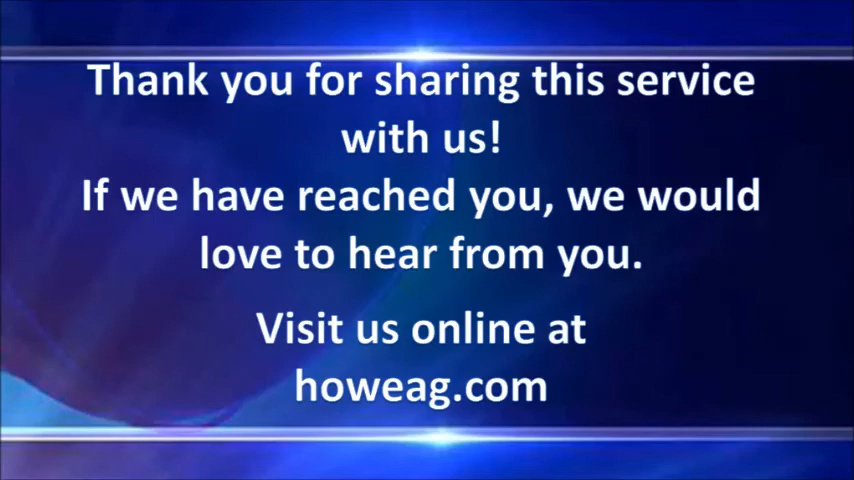 Thank you for sharing this service
with us!
If we have reached you, we would
love to hear from you.
Visit us online at
howeag.com